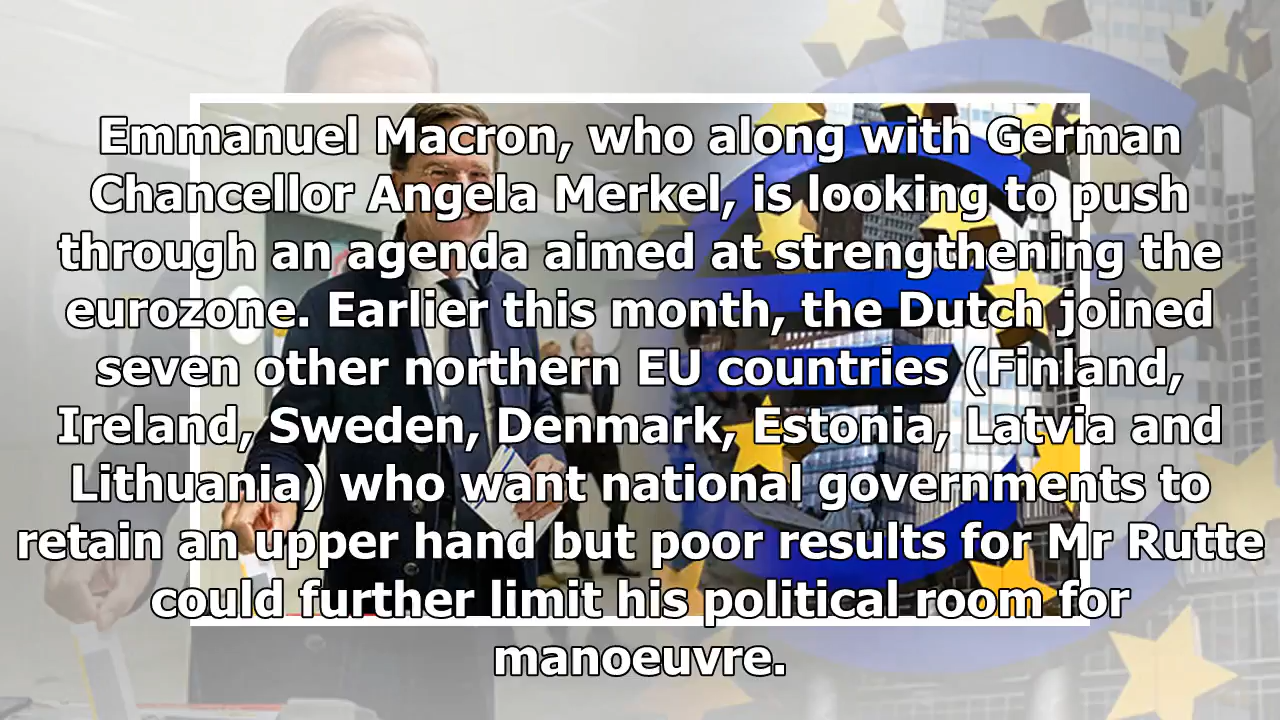 Emmanuel Macron, who along with German
Chancellor Angela Merkel, is looking to push
through an agenda aimed at strengthening the
eurozone. Earlier this month, the Dutch joined
seven other northern EU countries (Finland,
Ireland, Sweden, Denmark, Estonia, Latvia and
Lithuania) who want national governments to
retain an upper hand but poor results for Mr Rutte
could further limit his political room for
manoeuvre.